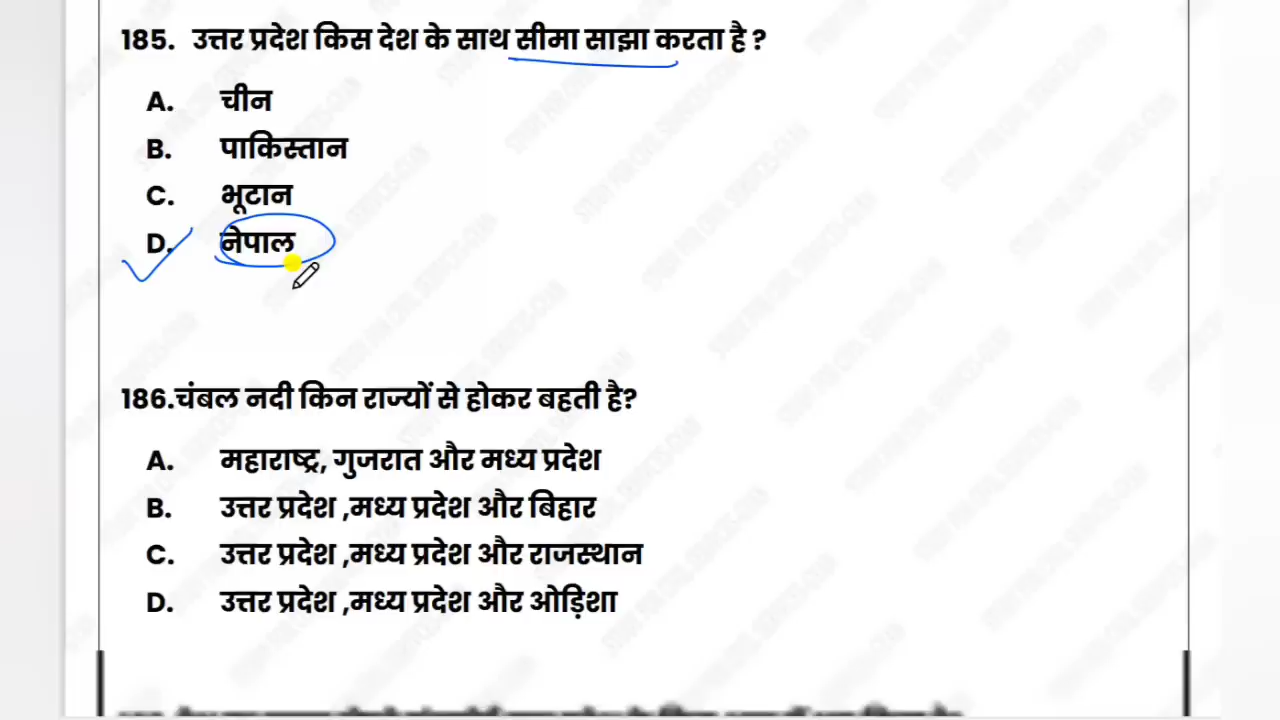 185. उत्तर प्रदेश किस देश के साथ सीमा साझा करता है ?
A. चीन
B. पाकिस्तान
C. भूटान
D. नेपाल
186.चंबल नदी किन राज्यों से होकर बहती है?
A. महाराष्ट्र, गुजरात और मध्य प्रदेश
B. उत्तर प्रदेश ,मध्य प्रदेश और बिहार
C. उत्तर प्रदेश ,मध्य प्रदेश और राजस्थान
D. उत्तर प्रदेश ,मध्य प्रदेश और ओड़िशा